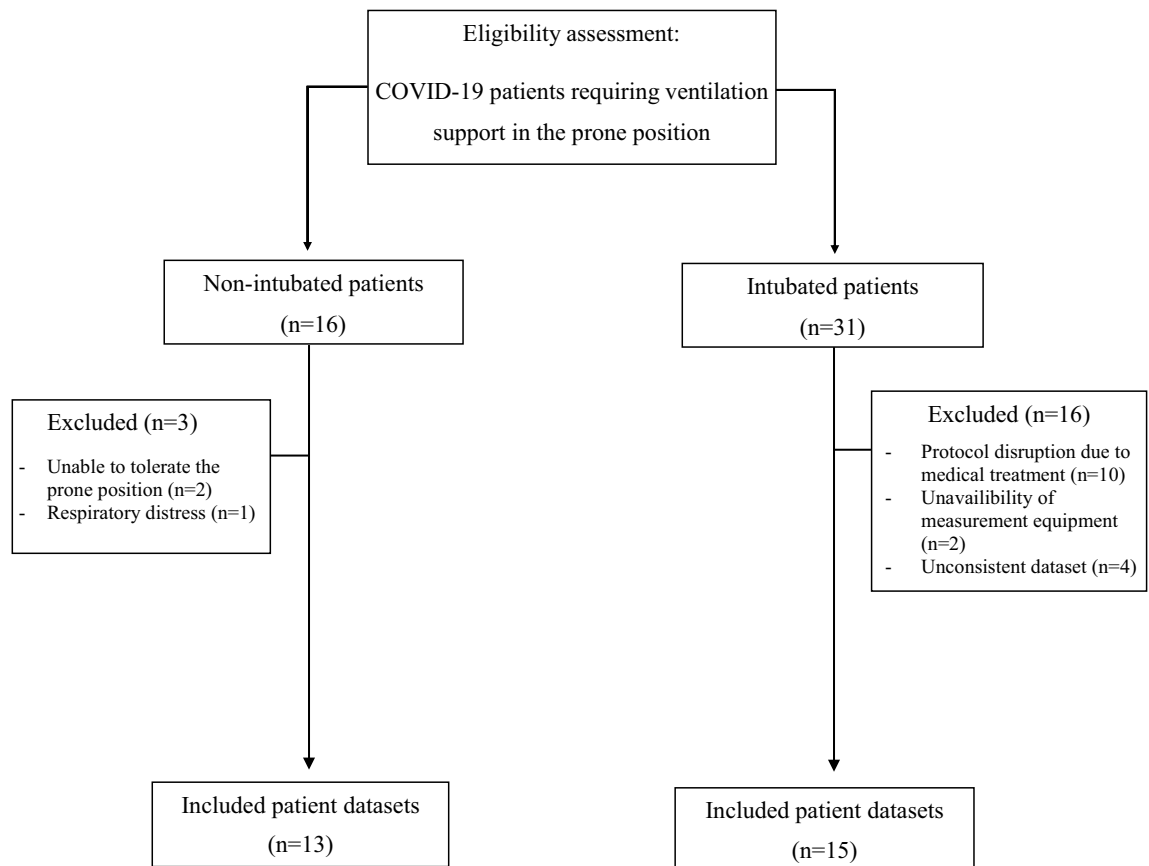 Eligibility assessment:
COVID-19 patients requiring ventilation
support in the prone position
Non-intubated patients
(n=16)
Intubated patients
(n=31)
Excluded (n=3)
- Unable to tolerate the
prone position (n=2)
- Respiratory distress (n=1)
Excluded (n=16)
- Protocol disruption due to
medical treatment (n=10)
- Unavailibility of
measurement equipment
(n=2)
- Unconsistent dataset (n=4)
Included patient datasets
(n=13)
Included patient datasets
(n=15)